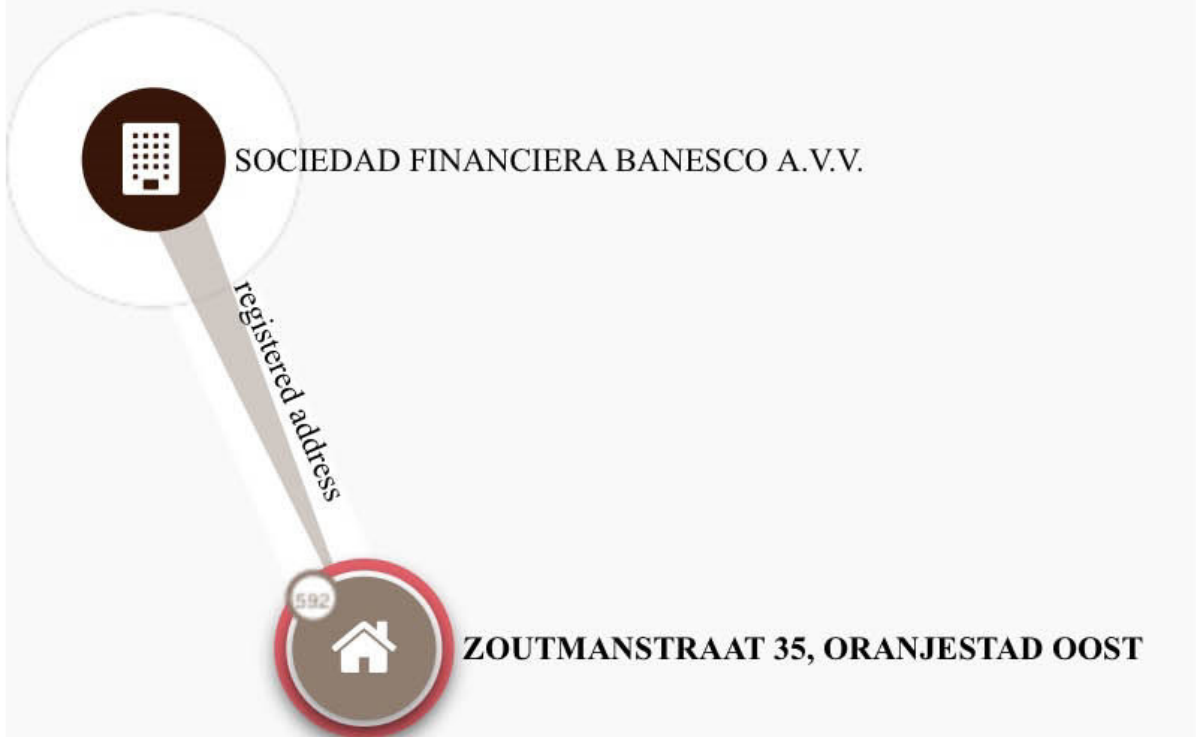 SOCIEDAD FINANCIERA BANESCO A.V.V.
registered address
592
ZOUTMANSTRAAT 35, ORANJESTAD OOST